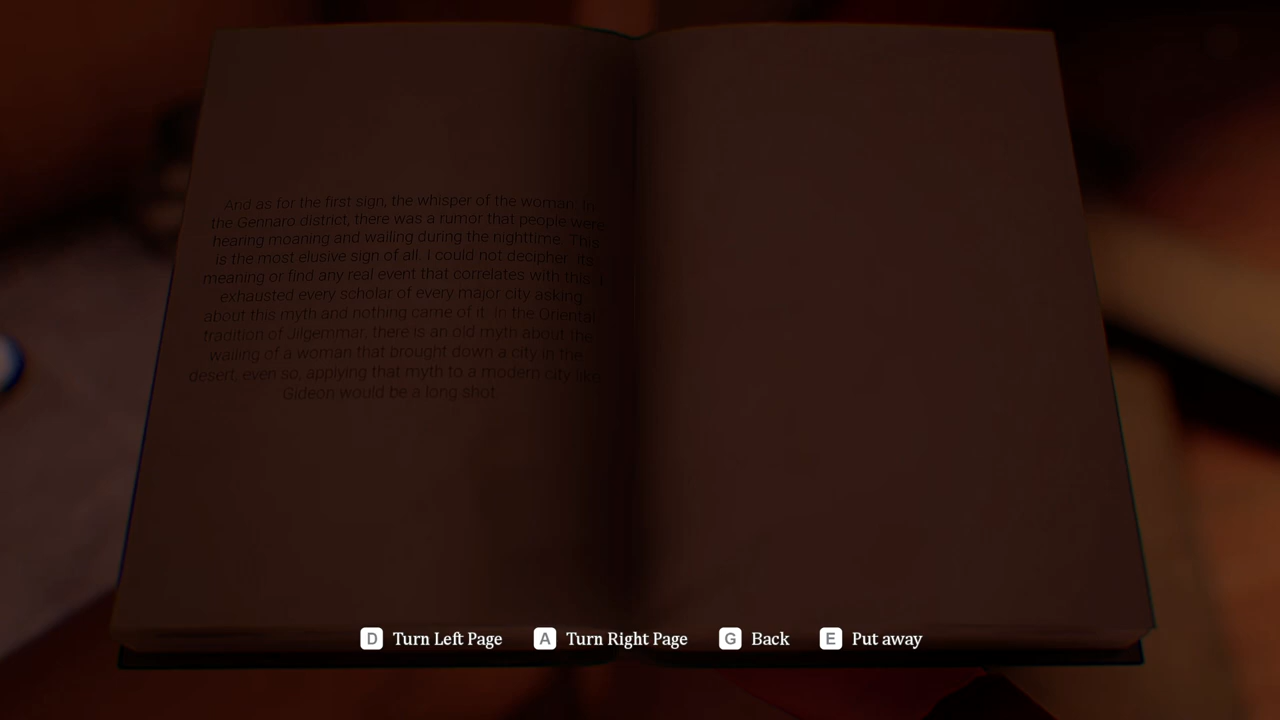 And as for the first sign, the whisper of the woman. In
the Gennaro district, there was a rumor that people were
hearing moaning and wailing during the nighttime. This
is the most elusive sign of all. I could not decipher. Its
meaning or find any real event that correlates with this. I
exhausted every scholar of every major city asking
about this myth and nothing came of it. In the Oriental
tradition of Jilgemmar, there is an old myth about the
wailing of a woman that brought down a city in the
desert, even so, applying that myth to a modern city like
Gideon would be a long shot.
D Turn Left Page A Turn Right Page G Back E Put away